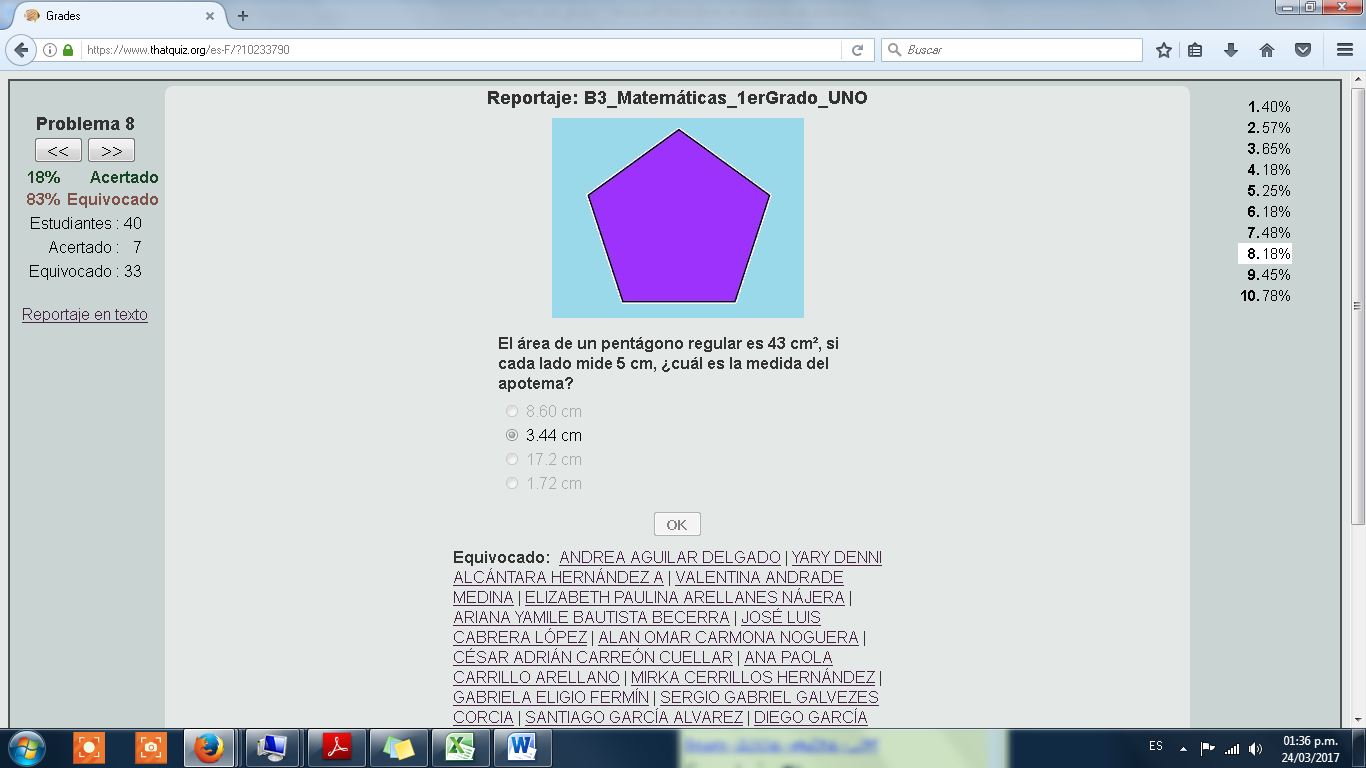 Grades
https://www.thatquiz.org/es-F/?10233790
Buscar
Reportaje: B3_Matemáticas_1erGrado_UNO
Problema 8
<< >>
18% Acertado
83% Equivocado
Estudiantes : 40
Acertado : 7
Equivocado : 33
Reportaje en texto
El área de un pentágono regular es 43 cm², si
cada lado mide 5 cm, ¿cuál es la medida del
apotema?
8.60 cm
3.44 cm
17.2 cm
1.72 cm
OK
Equivocado: ANDREA AGUILAR DELGADO | YARY DENNI
ALCÁNTARA HERNÁNDEZ A | VALENTINA ANDRADE
MEDINA | ELIZABETH PAULINA ARELLANES NÁJERA |
ARIANA YAMILE BAUTISTA BECERRA | JOSÉ LUIS
CABRERA LÓPEZ | ALAN OMAR CARMONA NOGUERA |
CÉSAR ADRIÁN CARREÓN CUELLAR | ANA PAOLA
CARRILLO ARELLANO | MIRKA CERRILLOS HERNÁNDEZ |
GABRIELA ELIGIO FERMÍN | SERGIO GABRIEL GALVEZES
CORCIA | SANTIAGO GARCÍA ALVAREZ | DIEGO GARCÍA
1. 40%
2. 57%
3. 65%
4. 18%
5. 25%
6. 18%
7. 48%
8. 18%
9. 45%
10. 78%
ES
01:36 p.m.
24/03/2017